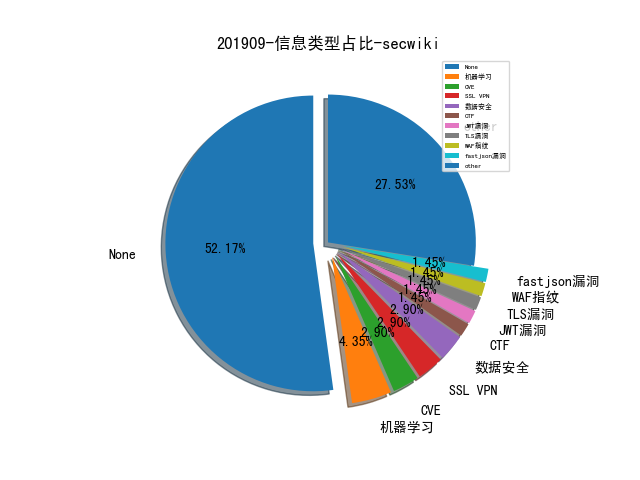 201909-信息类型占比-secwiki
None
机器学习
CVE
SSL VPN
数据安全
CTF
JWT漏洞
TLS漏洞
WAF指纹
fastjson漏洞
other
27.53%
52.17%
None
1.45%
1.45%
1.45%
1.45%
1.45%
2.90%
2.90%
2.90%
4.35%
fastjson漏洞
WAF指纹
TLS漏洞
JWT漏洞
CTF
数据安全
SSL VPN
CVE
机器学习